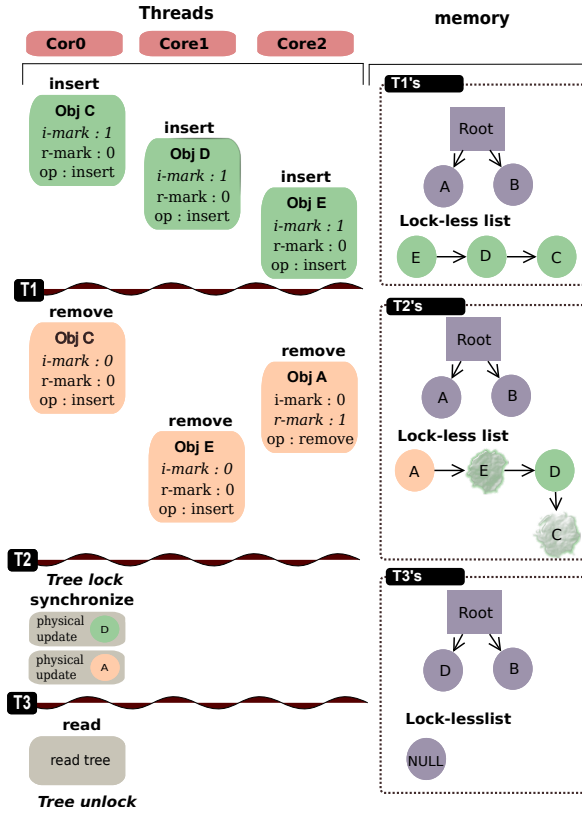 Threads
memory
Cor0
Core1
Core2
insert
Obj C
i-mark : 1
r-mark : 0
op : insert
insert
Obj D
i-mark : 1
r-mark : 0
op : insert
insert
Obj E
i-mark : 1
r-mark : 0
op : insert
T1's
Root
A
B
Lock-less list
E
D
C
T1
remove
Obj C
i-mark : 0
r-mark : 0
op : insert
remove
Obj E
i-mark : 0
r-mark : 0
op : insert
remove
Obj A
i-mark : 0
r-mark : 1
op : remove
T2's
Root
A
B
Lock-less list
A
E
D
C
T2
Tree lock
synchronize
physical
update
D
physical
update
A
T3's
Root
D
B
Lock-lesslist
NULL
T3
read
read tree
Tree unlock